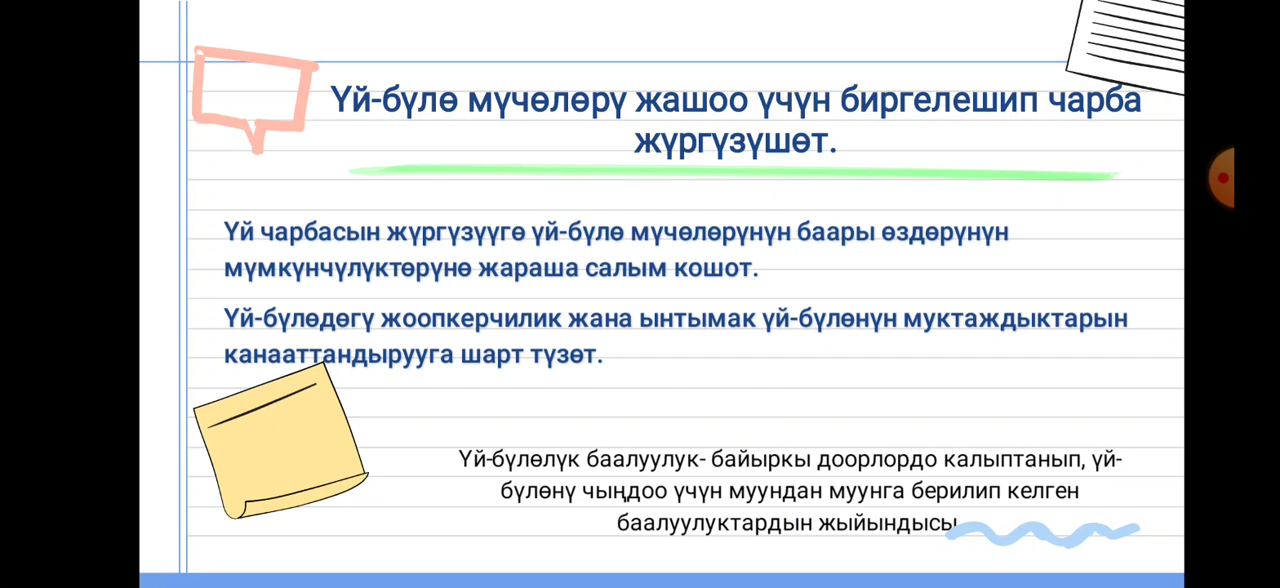 Үй-бүлө мүчөлөрү жашоо үчүн биргелешип чарба
жүргүзүшөт.
Үй чарбасын жүргүзүүгө үй-бүлө мүчөлөрүнүн баары өздөрүнүн
мүмкүнчүлүктөрүнө жараша салым кошот.
Үй-бүлөдөгү жоопкерчилик жана ынтымак үй-бүлөнүн муктаждыктарын
канааттандырууга шарт түзөт.
Үй-бүлөлүк баалуулук- байыркы доорлордо калыптанып, үй-
бүлөнү чыңдоо үчүн муундан муунга берилип келген
баалуулуктардын жыйындысы